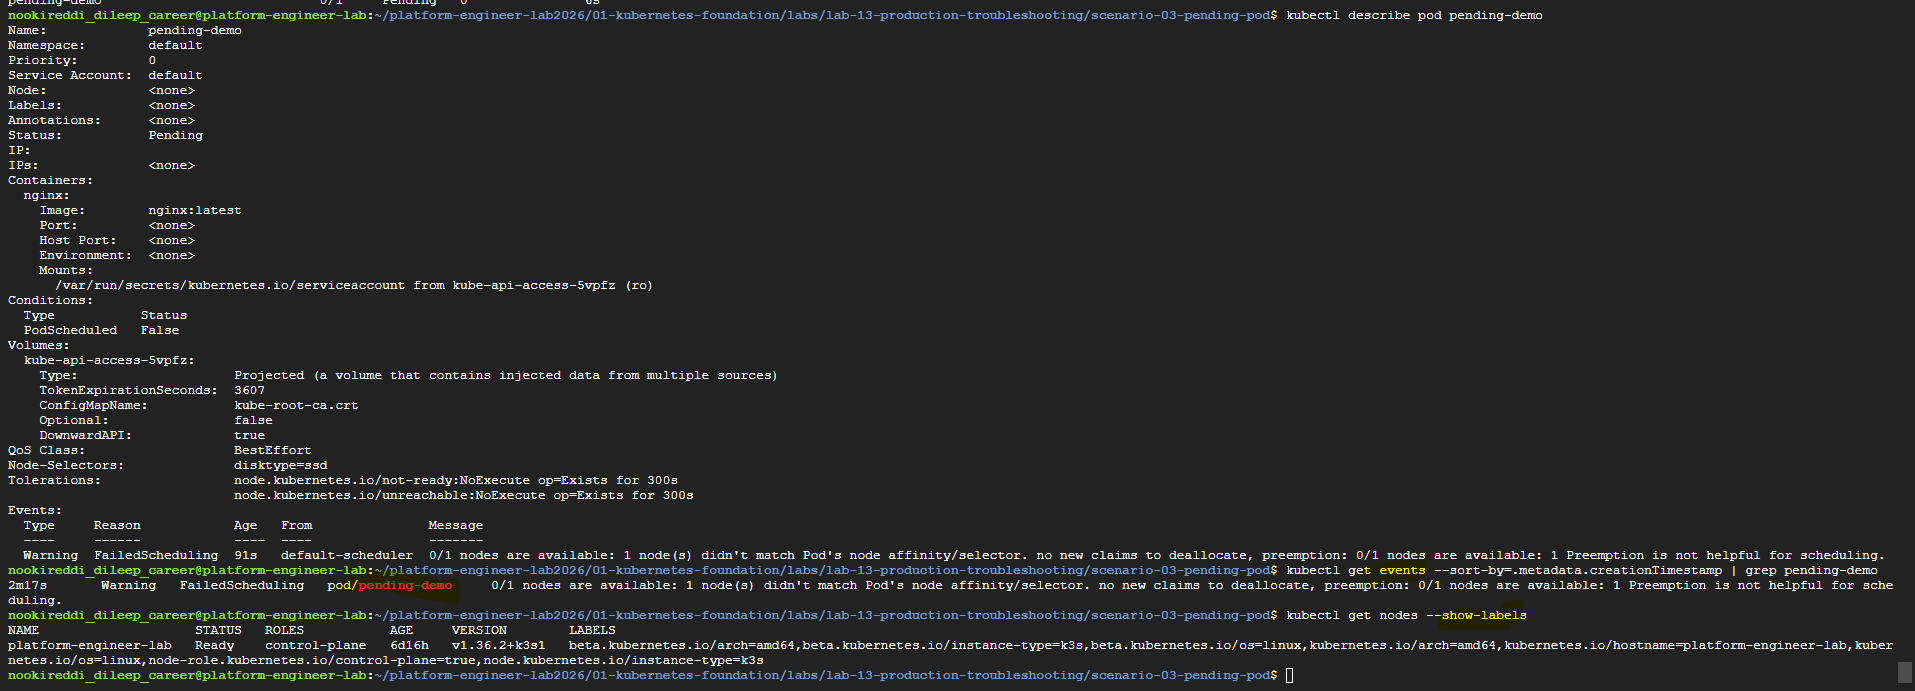 pending-demo                            0/1     Pending   0               6s
nookireddi_dileep_career@platform-engineer-lab:~/platform-engineer-lab2026/01-kubernetes-foundation/labs/lab-13-production-troubleshooting/scenario-03-pending-pod$ kubectl describe pod pending-demo
Name:             pending-demo
Namespace:        default
Priority:         0
Service Account:  default
Node:             <none>
Labels:           <none>
Annotations:      <none>
Status:           Pending
IP:
IPs:              <none>
Containers:
  nginx:
    Image:        nginx:latest
    Port:         <none>
    Host Port:    <none>
    Environment:  <none>
    Mounts:
      /var/run/secrets/kubernetes.io/serviceaccount from kube-api-access-5vpfz (ro)
Conditions:
  Type           Status
  PodScheduled   False
Volumes:
  kube-api-access-5vpfz:
    Type:                    Projected (a volume that contains injected data from multiple sources)
    TokenExpirationSeconds:  3607
    ConfigMapName:           kube-root-ca.crt
    Optional:                false
    DownwardAPI:             true
QoS Class:                   BestEffort
Node-Selectors:              disktype=ssd
Tolerations:                 node.kubernetes.io/not-ready:NoExecute op=Exists for 300s
                             node.kubernetes.io/unreachable:NoExecute op=Exists for 300s
Events:
  Type     Reason            Age   From               Message
  ----     ------            ----  ----               -------
  Warning  FailedScheduling  91s   default-scheduler  0/1 nodes are available: 1 node(s) didn't match Pod's node affinity/selector. no new claims to deallocate, preemption: 0/1 nodes are available: 1 Preemption is not helpful for scheduling.
nookireddi_dileep_career@platform-engineer-lab:~/platform-engineer-lab2026/01-kubernetes-foundation/labs/lab-13-production-troubleshooting/scenario-03-pending-pod$ kubectl get events --sort-by=.metadata.creationTimestamp | grep pending-demo
2m17s       Warning   FailedScheduling   pod/pending-demo     0/1 nodes are available: 1 node(s) didn't match Pod's node affinity/selector. no new claims to deallocate, preemption: 0/1 nodes are available: 1 Preemption is not helpful for sche
duling.
nookireddi_dileep_career@platform-engineer-lab:~/platform-engineer-lab2026/01-kubernetes-foundation/labs/lab-13-production-troubleshooting/scenario-03-pending-pod$ kubectl get nodes --show-labels
NAME                    STATUS   ROLES           AGE     VERSION        LABELS
platform-engineer-lab   Ready    control-plane   6d16h   v1.36.2+k3s1   beta.kubernetes.io/arch=amd64,beta.kubernetes.io/instance-type=k3s,beta.kubernetes.io/os=linux,kubernetes.io/arch=amd64,kubernetes.io/hostname=platform-engineer-lab,kuber
netes.io/os=linux,node-role.kubernetes.io/control-plane=true,node.kubernetes.io/instance-type=k3s
nookireddi_dileep_career@platform-engineer-lab:~/platform-engineer-lab2026/01-kubernetes-foundation/labs/lab-13-production-troubleshooting/scenario-03-pending-pod$